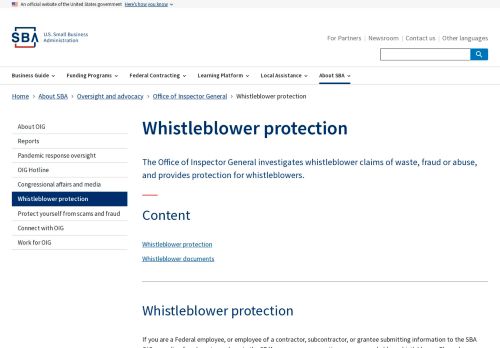 An official website of the United States government Here's how you know
SBA U.S. Small Business
Administration
For Partners Newsroom Contact us Other languages
Business Guide Funding Programs Federal Contracting Learning Platform Local Assistance About SBA
Home › About SBA › Oversight and advocacy › Office of Inspector General › Whistleblower protection
About OIG
Reports
Pandemic response oversight
OIG Hotline
Congressional affairs and media
Whistleblower protection
Protect yourself from scams and fraud
Connect with OIG
Work for OIG
Whistleblower protection
The Office of Inspector General investigates whistleblower claims of waste, fraud or abuse,
and provides protection for whistleblowers.
Content
Whistleblower protection
Whistleblower documents
Whistleblower protection
If you are a Federal employee, or employee of a contractor, subcontractor, or grantee submitting information to the SBA